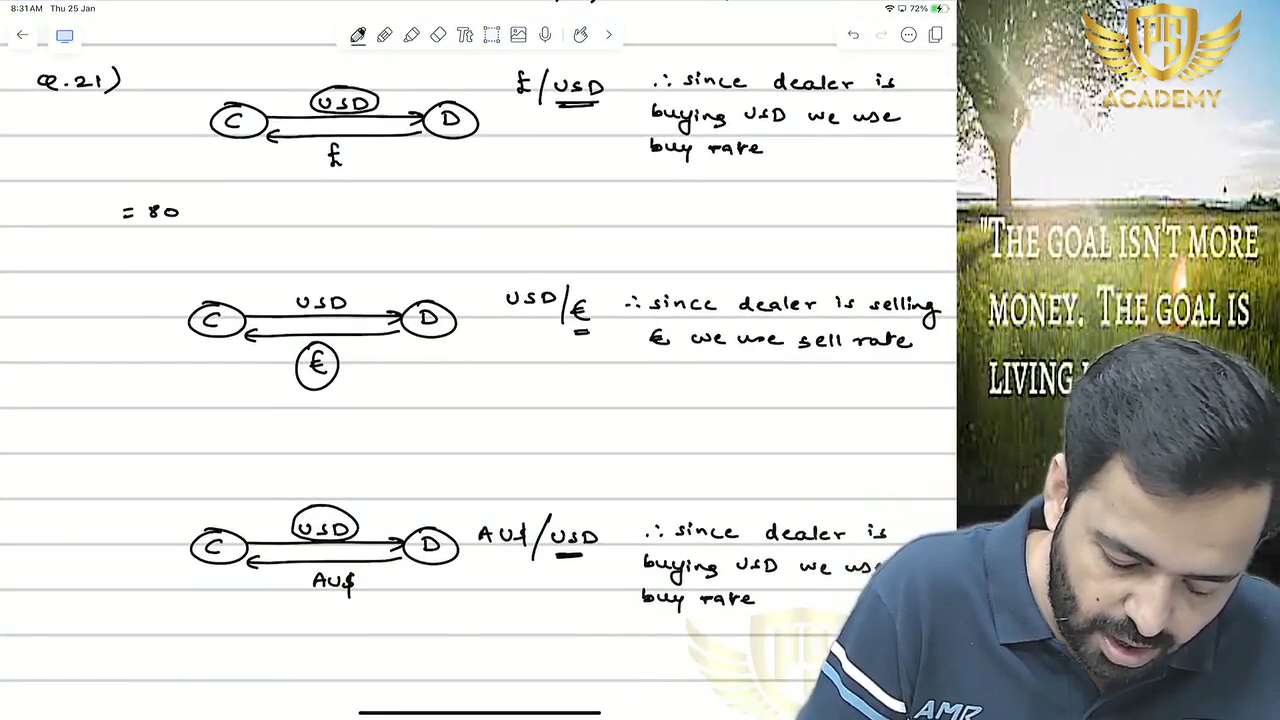 8:31AM Thu 25 Jan
72%
Tt
Q.21)
C USD D
£
£/USD
∴ since dealer is
buying USD we use
buy rate
= 80
C USD D
€
USD/€
∴ since dealer is selling
€ we use sell rate
C USD D
AU$
AU$/USD
∴ since dealer is
buying USD we use
buy rate
PS
ACADEMY
"THE GOAL ISN'T MORE
MONEY. THE GOAL IS
LIVING
AMR